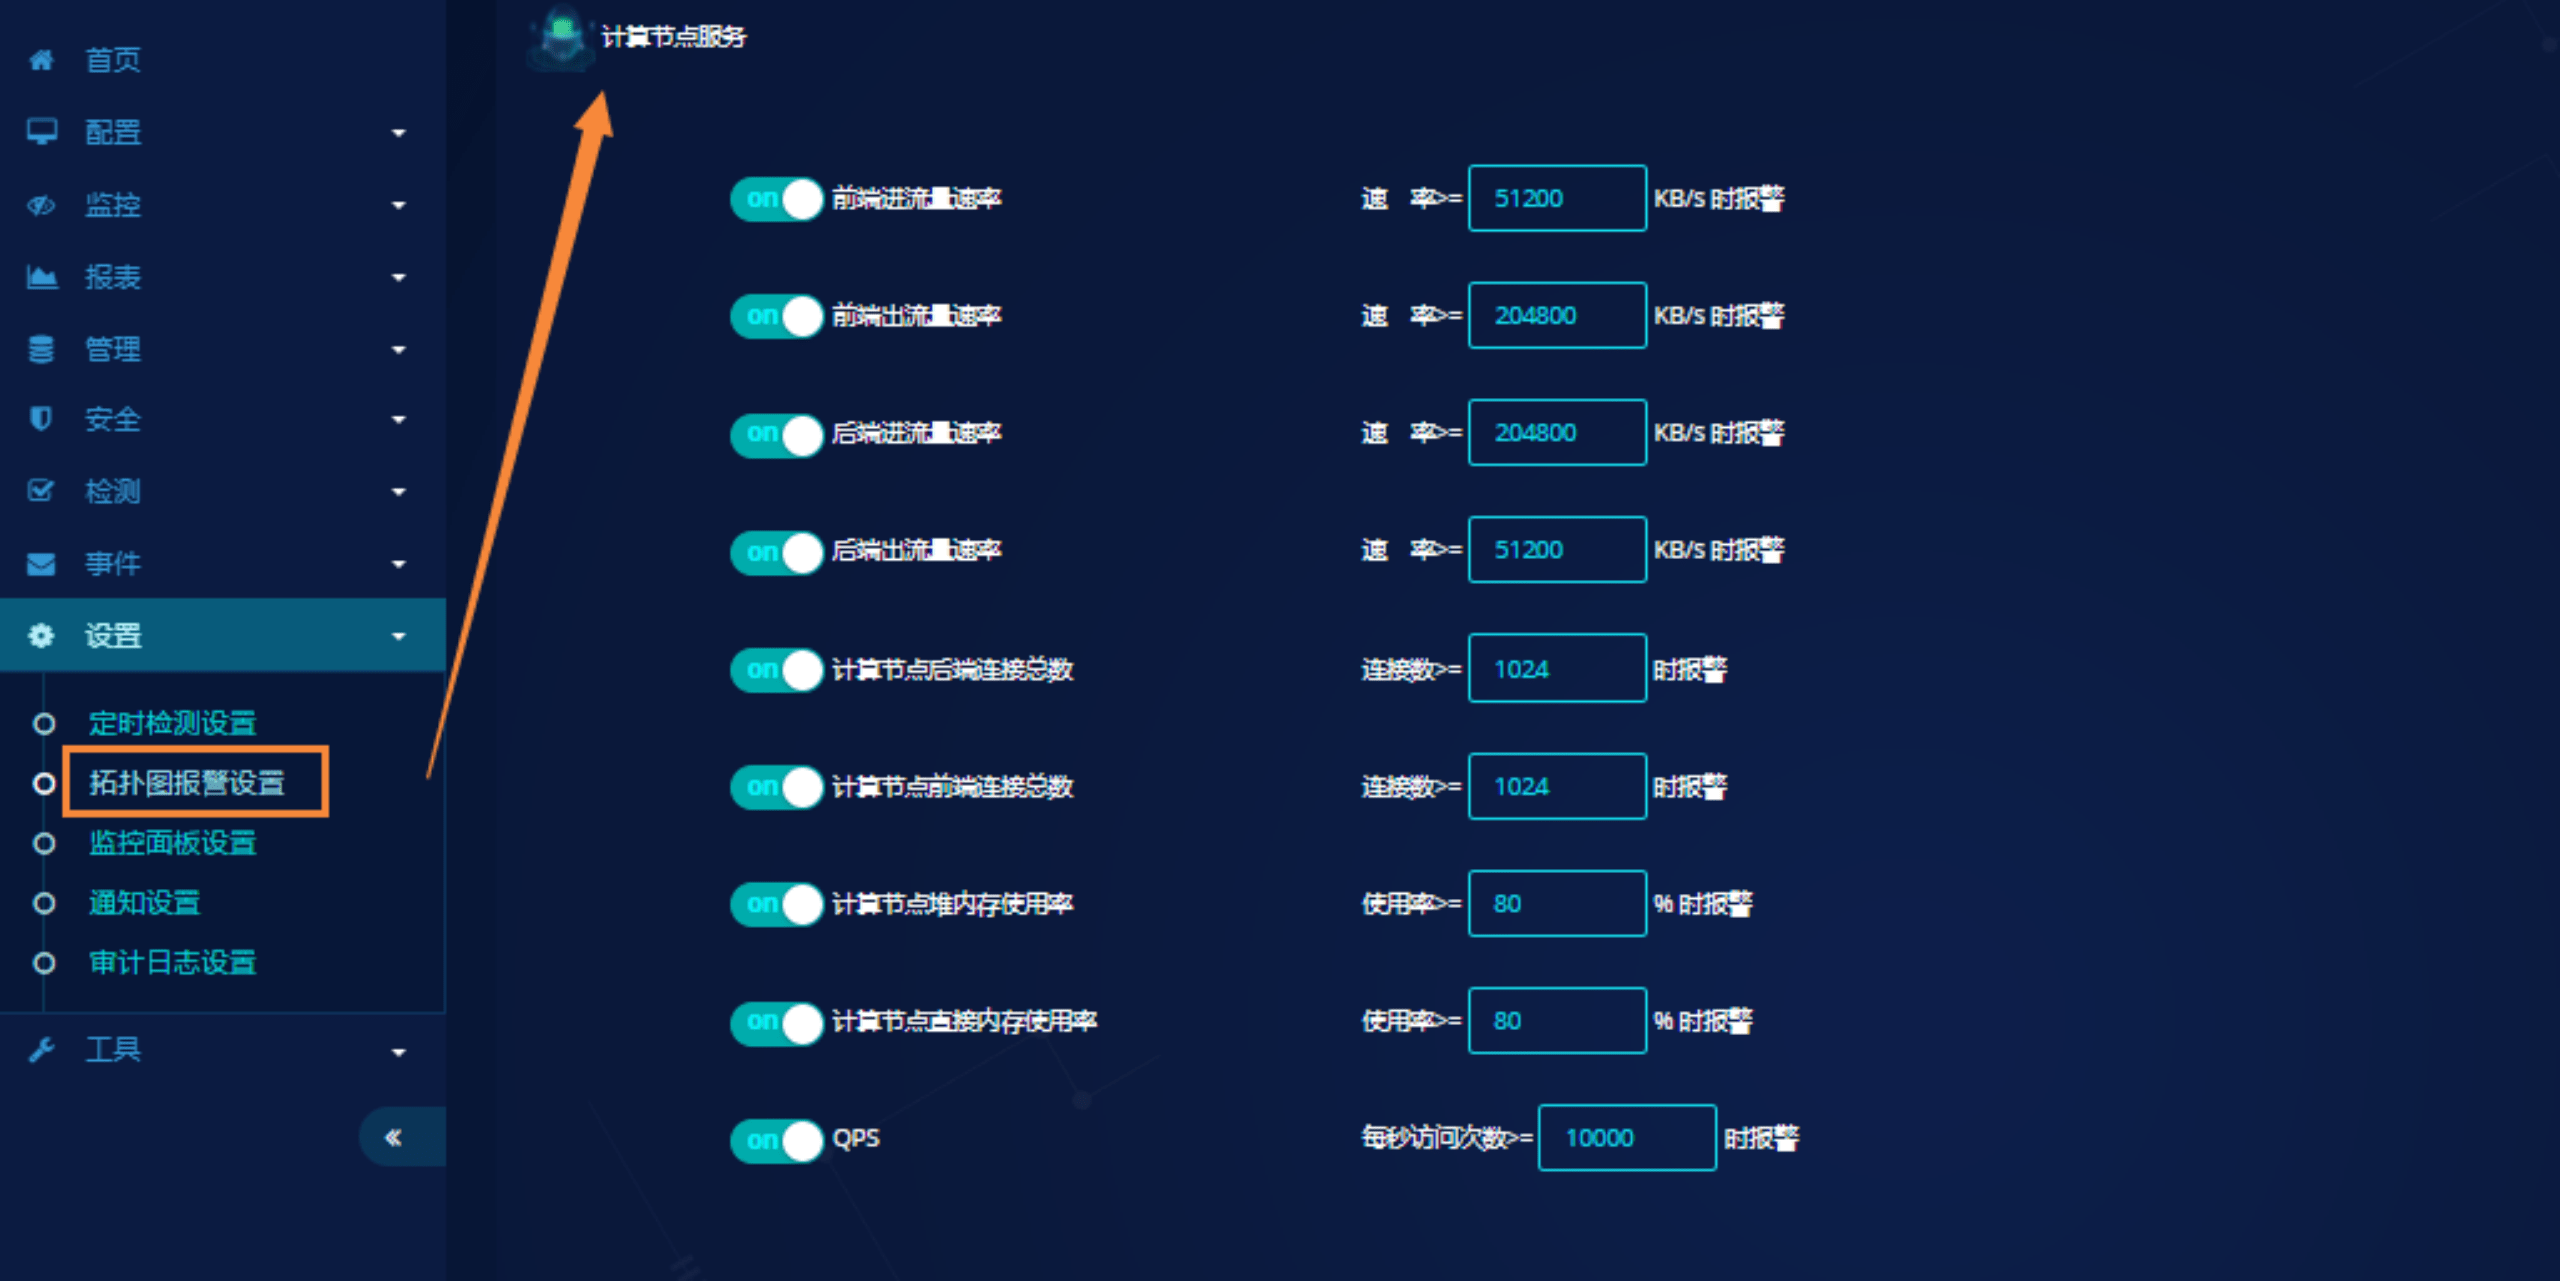 首页
配置
监控
报表
管理
安全
检测
事件
设置
定时检测设置
拓扑图报警设置
监控面板设置
通知设置
审计日志设置
工具
计算节点服务
on 前端进流量速率 速 率>= 51200 KB/s 时报警
on 前端出流量速率 速 率>= 204800 KB/s 时报警
on 后端进流量速率 速 率>= 204800 KB/s 时报警
on 后端出流量速率 速 率>= 51200 KB/s 时报警
on 计算节点后端连接总数 连接数>= 1024 时报警
on 计算节点前端连接总数 连接数>= 1024 时报警
on 计算节点堆内存使用率 使用率>= 80 % 时报警
on 计算节点直接内存使用率 使用率>= 80 % 时报警
on QPS 每秒访问次数>= 10000 时报警